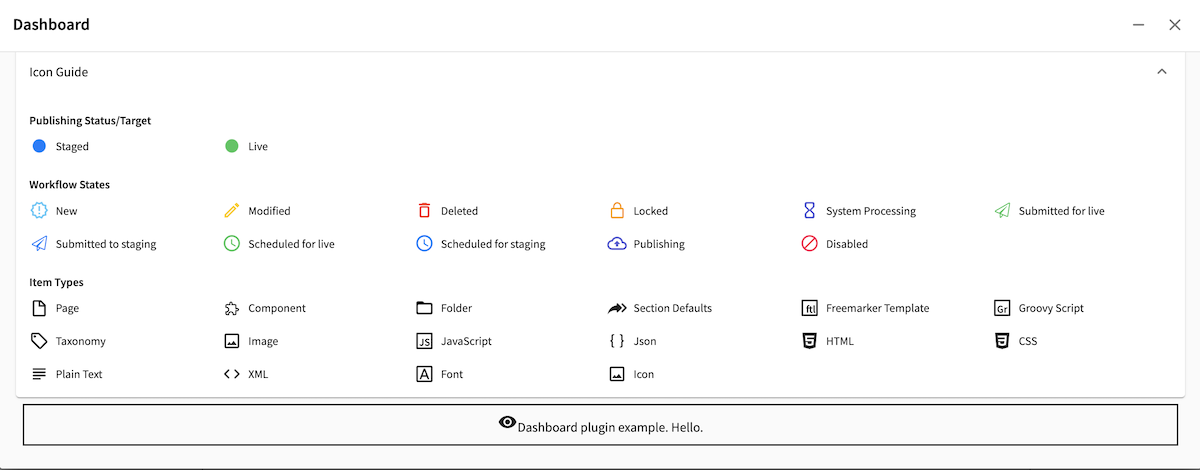 Dashboard
Icon Guide
Publishing Status/Target
Staged Live
Workflow States
New Modified Deleted Locked System Processing Submitted for live
Submitted to staging Scheduled for live Scheduled for staging Publishing Disabled
Item Types
Page Component Folder Section Defaults ftl Freemarker Template Gr Groovy Script
Taxonomy Image JS JavaScript { } Json HTML CSS
Plain Text <> XML A Font Icon
Dashboard plugin example. Hello.